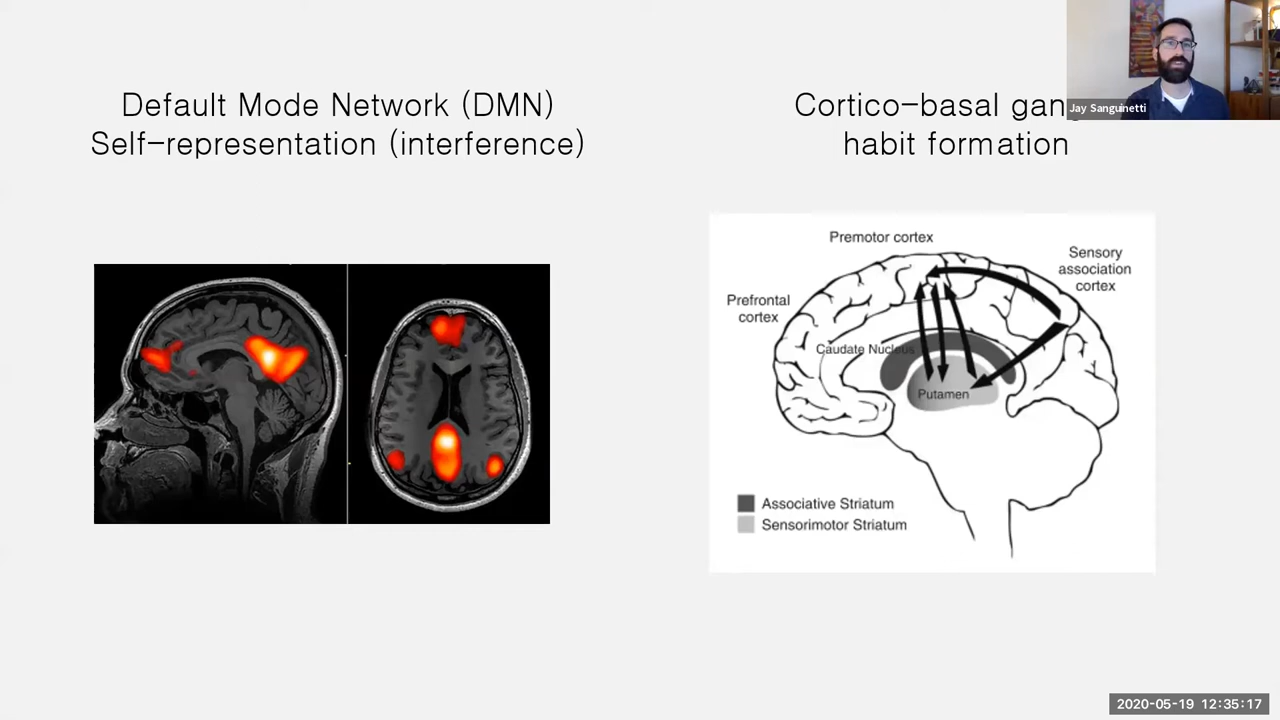 Default Mode Network (DMN)
Self-representation (interference)
Cortico-basal
habit formation
Jay Sanguinetti
Premotor cortex
Sensory
association
cortex
Prefrontal
cortex
Caudate Nucleus
Putamen
Associative Striatum
Sensorimotor Striatum
2020-05-19 12:35:17